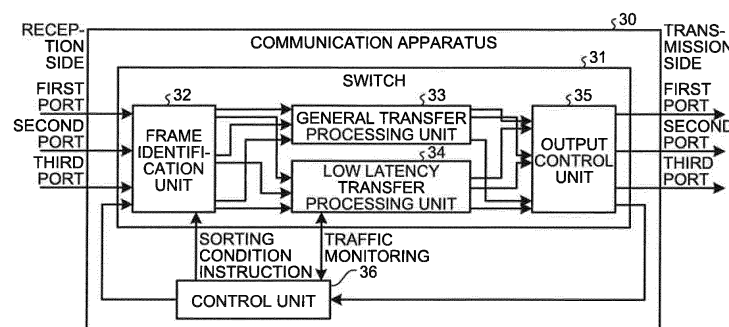 RECEP-
TION
SIDE
COMMUNICATION APPARATUS
30
TRANS-
MISSION
SIDE
31
SWITCH
FIRST
PORT
SECOND
PORT
THIRD
PORT
32
FRAME
IDENTIFI-
CATION
UNIT
33
GENERAL TRANSFER
PROCESSING UNIT
34
LOW LATENCY
TRANSFER
PROCESSING UNIT
35
OUTPUT
CONTROL
UNIT
FIRST
PORT
SECOND
PORT
THIRD
PORT
SORTING
CONDITION
INSTRUCTION
TRAFFIC
MONITORING
36
CONTROL UNIT